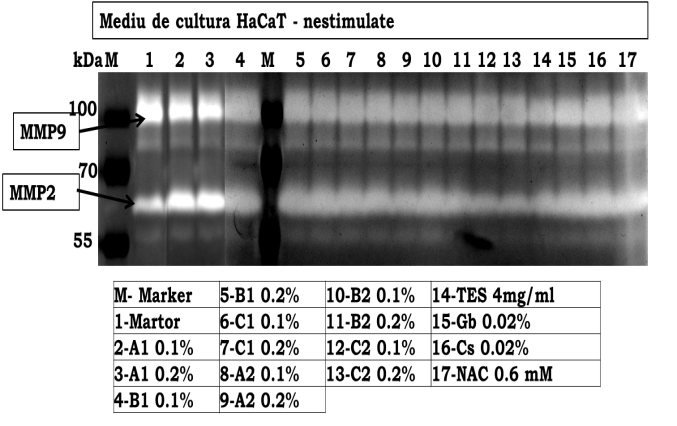 Mediu de cultura HaCaT - nestimulate
kDa M 1 2 3 4 M 5 6 7 8 9 10 11 12 13 14 15 16 17
100
MMP9
70
MMP2
55
M- Marker 5-B1 0.2% 10-B2 0.1% 14-TES 4mg/ml
1-Martor 6-C1 0.1% 11-B2 0.2% 15-Gb 0.02%
2-A1 0.1% 7-C1 0.2% 12-C2 0.1% 16-Cs 0.02%
3-A1 0.2% 8-A2 0.1% 13-C2 0.2% 17-NAC 0.6 mM
4-B1 0.1% 9-A2 0.2%